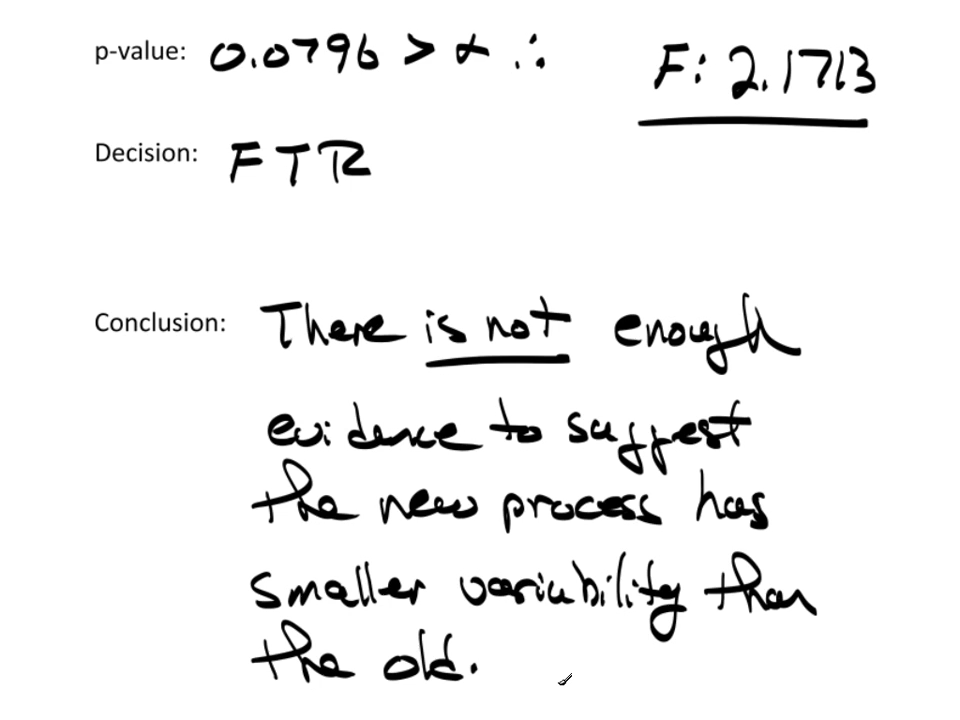 p-value: 0.0796 > α ∴
F: 2.1713
Decision: FTR
Conclusion: There is not enough
evidence to suggest
the new process has
smaller variability than
the old.